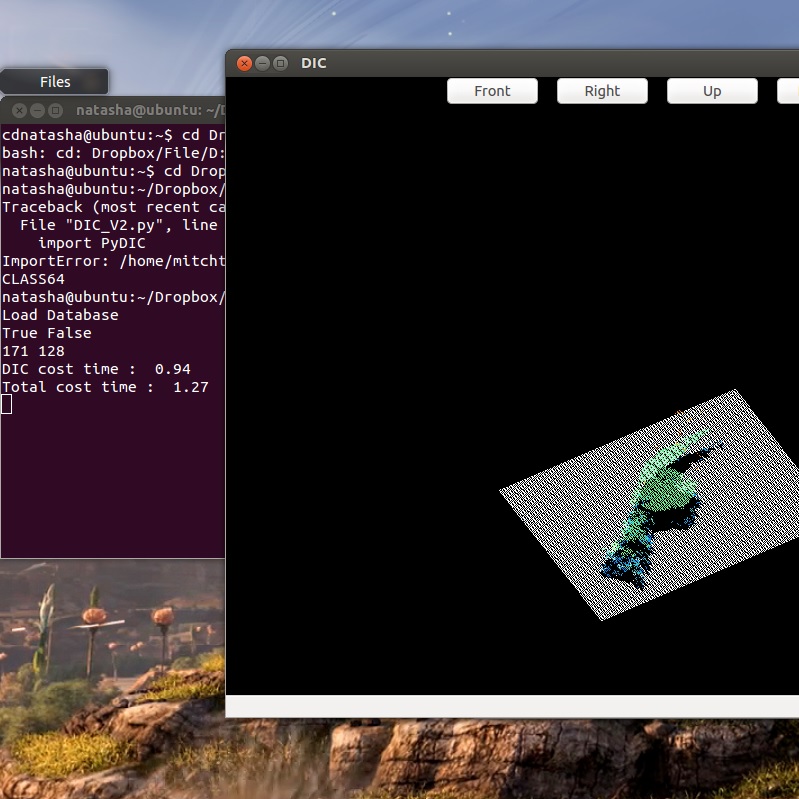 Files
DIC
Front Right Up
natasha@ubuntu: ~/D
cdnatasha@ubuntu:~$ cd Dr
bash: cd: Dropbox/File/D:
natasha@ubuntu:~$ cd Drop
natasha@ubuntu:~/Dropbox/
Traceback (most recent ca
File "DIC_V2.py", line
import PyDIC
ImportError: /home/mitcht
CLASS64
natasha@ubuntu:~/Dropbox/
Load Database
True False
171 128
DIC cost time :  0.94
Total cost time :  1.27